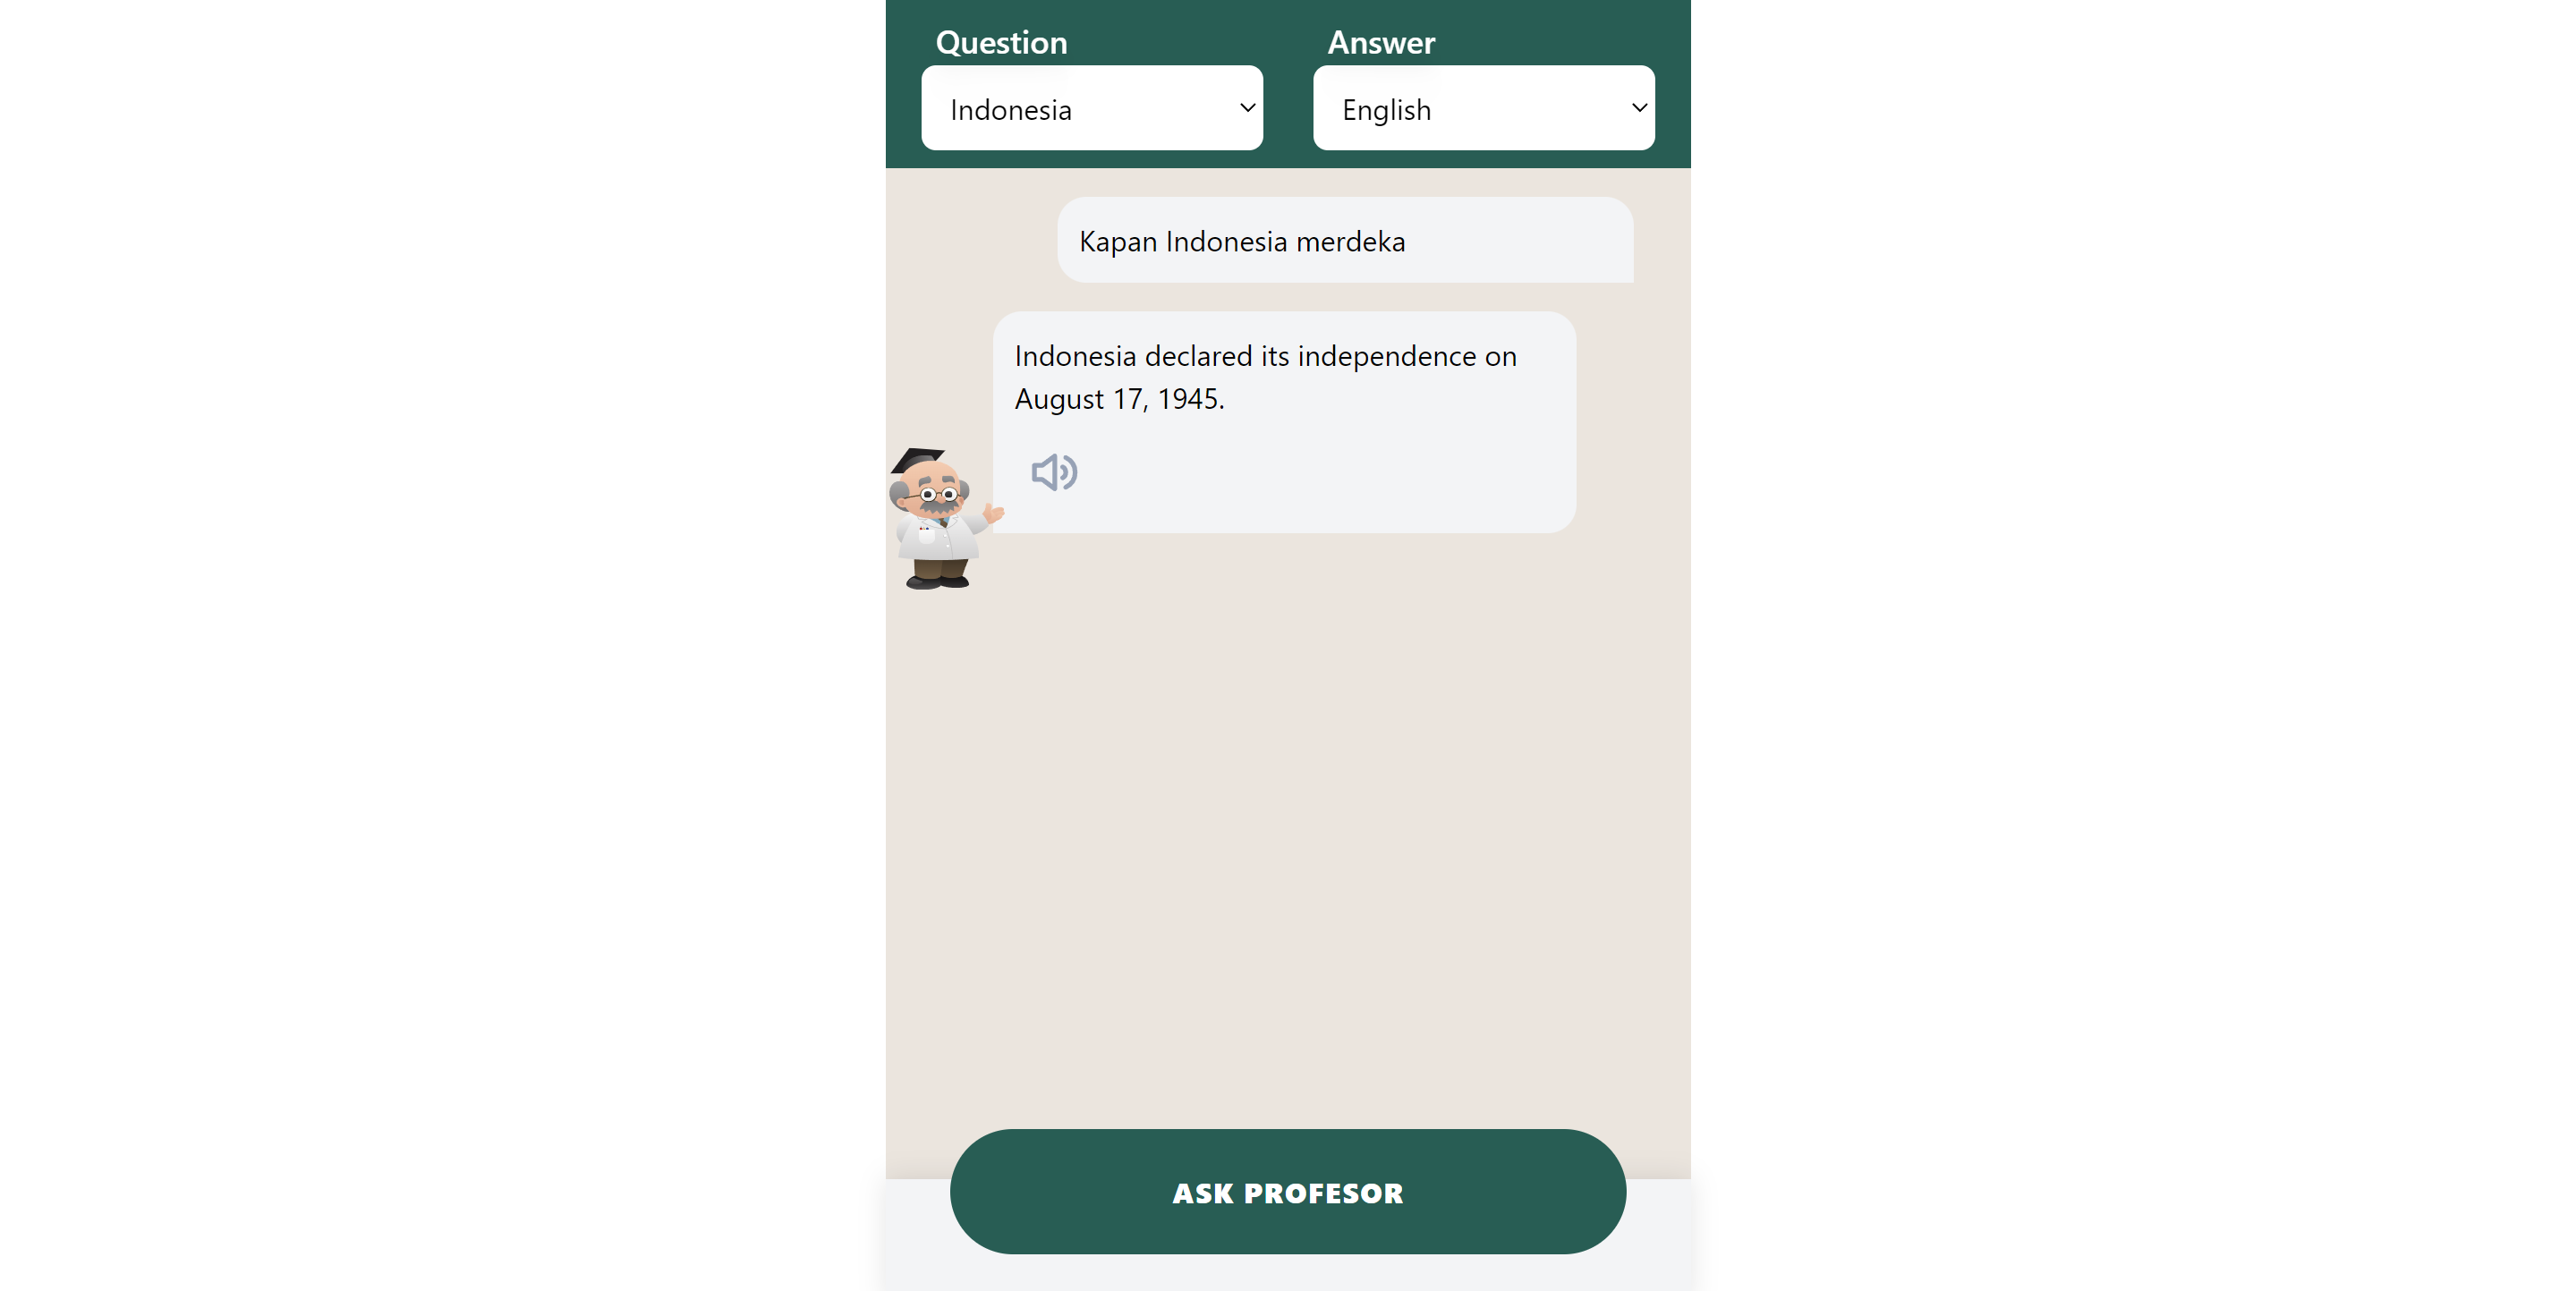 Question
Answer
Indonesia
English
Kapan Indonesia merdeka
Indonesia declared its independence on
August 17, 1945.
ASK PROFESOR